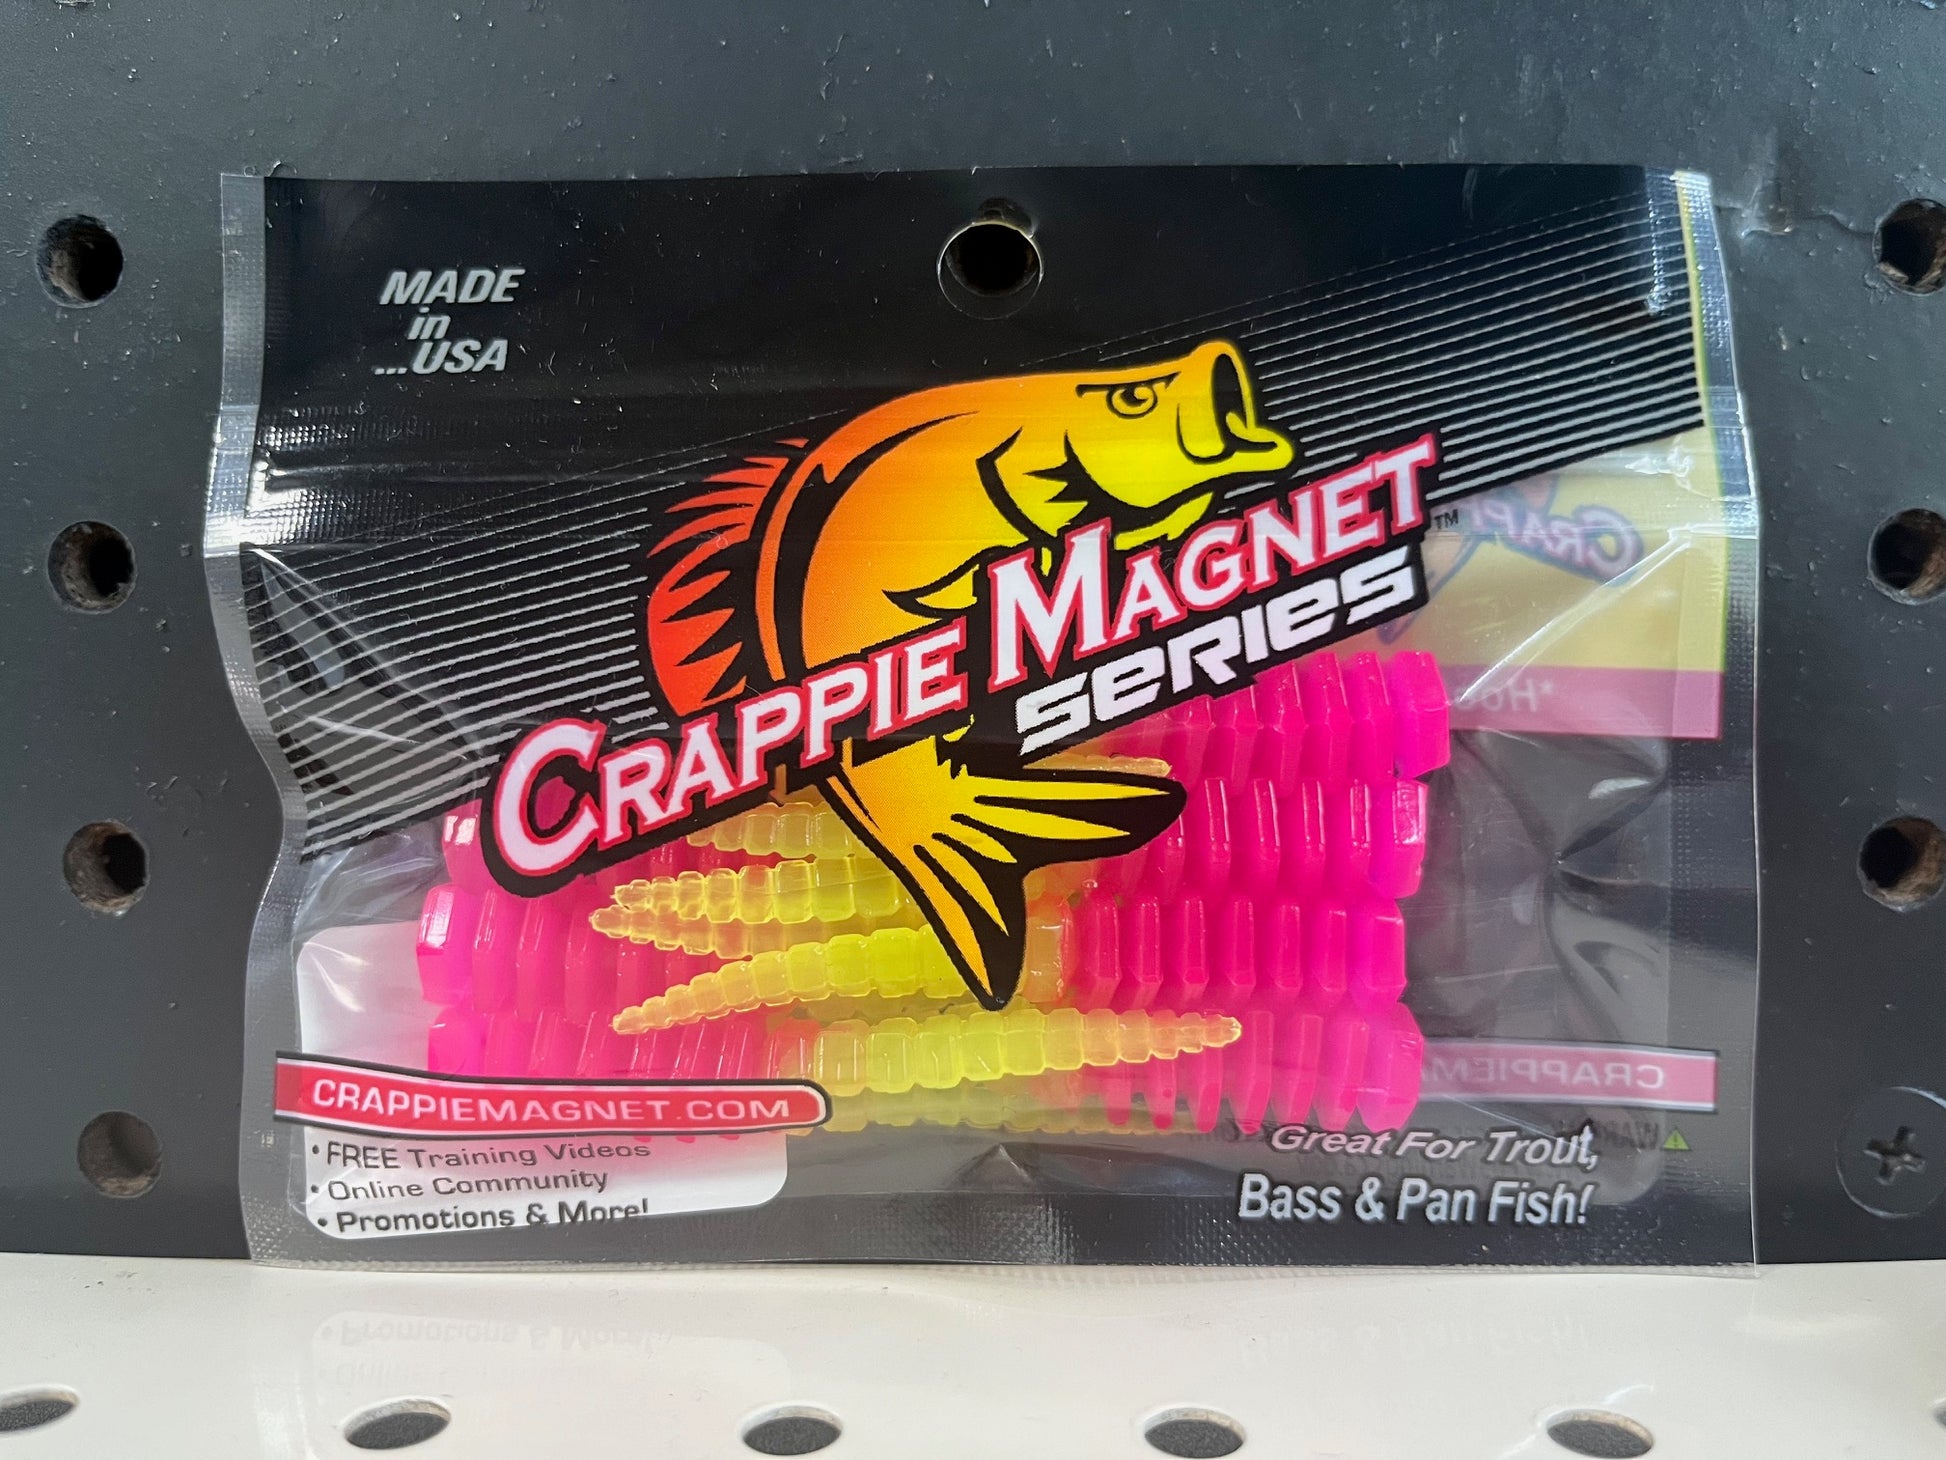 MADE
in
...USA
CRAPPIE MAGNET™
SERIES
CRAPPIEMAGNET.COM
• FREE Training Videos
• Online Community
• Promotions & More!
Great For Trout,
Bass & Pan Fish!